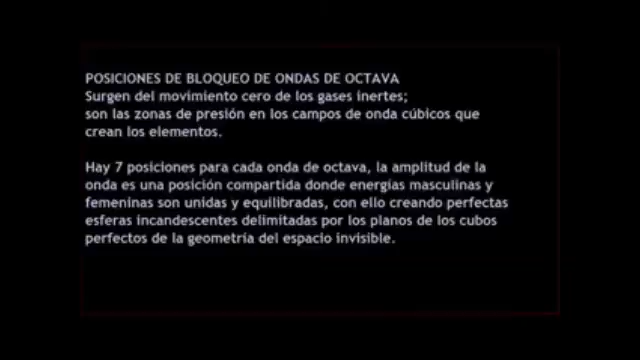 POSICIONES DE BLOQUEO DE ONDAS DE OCTAVA
Surgen del movimiento cero de los gases inertes;
son las zonas de presión en los campos de onda cúbicos que
crean los elementos.
Hay 7 posiciones para cada onda de octava, la amplitud de la
onda es una posición compartida donde energías masculinas y
femeninas son unidas y equilibradas, con ello creando perfectas
esferas incandescentes delimitadas por los planos de los cubos
perfectos de la geometría del espacio invisible.